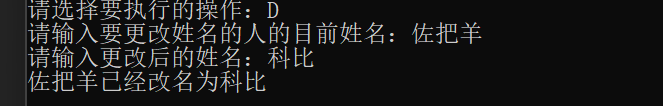 请选择要执行的操作：D
请输入要更改姓名的人的目前姓名：佐把羊
请输入更改后的姓名：科比
佐把羊已经改名为科比